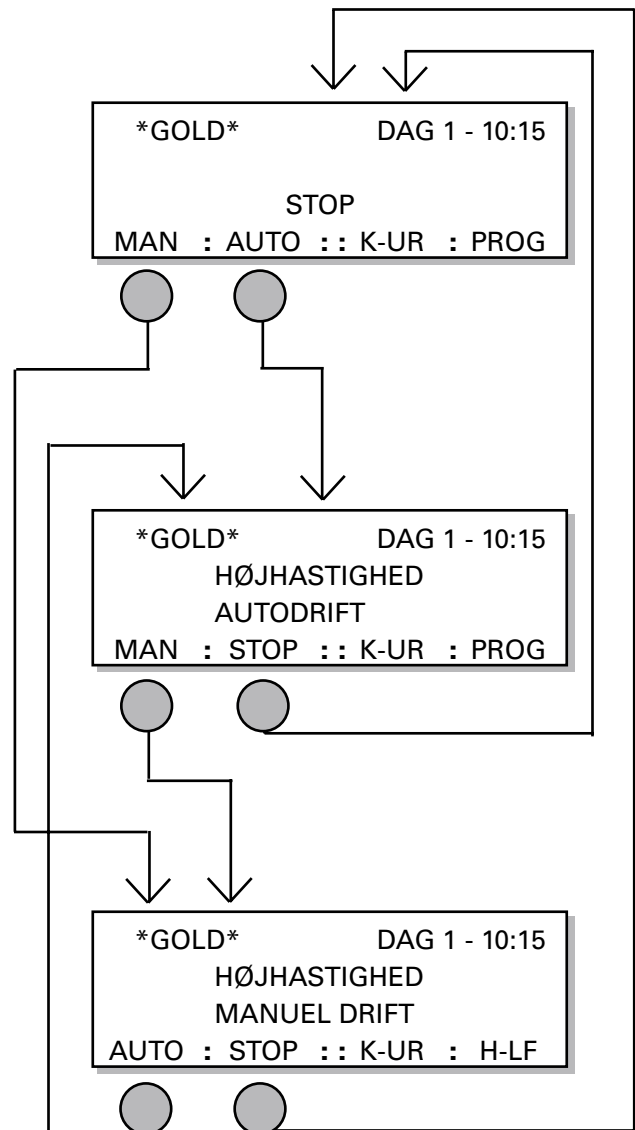 *GOLD* DAG 1 - 10:15
STOP
MAN : AUTO :: K-UR : PROG
*GOLD* DAG 1 - 10:15
HØJHASTIGHED
AUTODRIFT
MAN : STOP :: K-UR : PROG
*GOLD* DAG 1 - 10:15
HØJHASTIGHED
MANUEL DRIFT
AUTO : STOP :: K-UR : H-LF